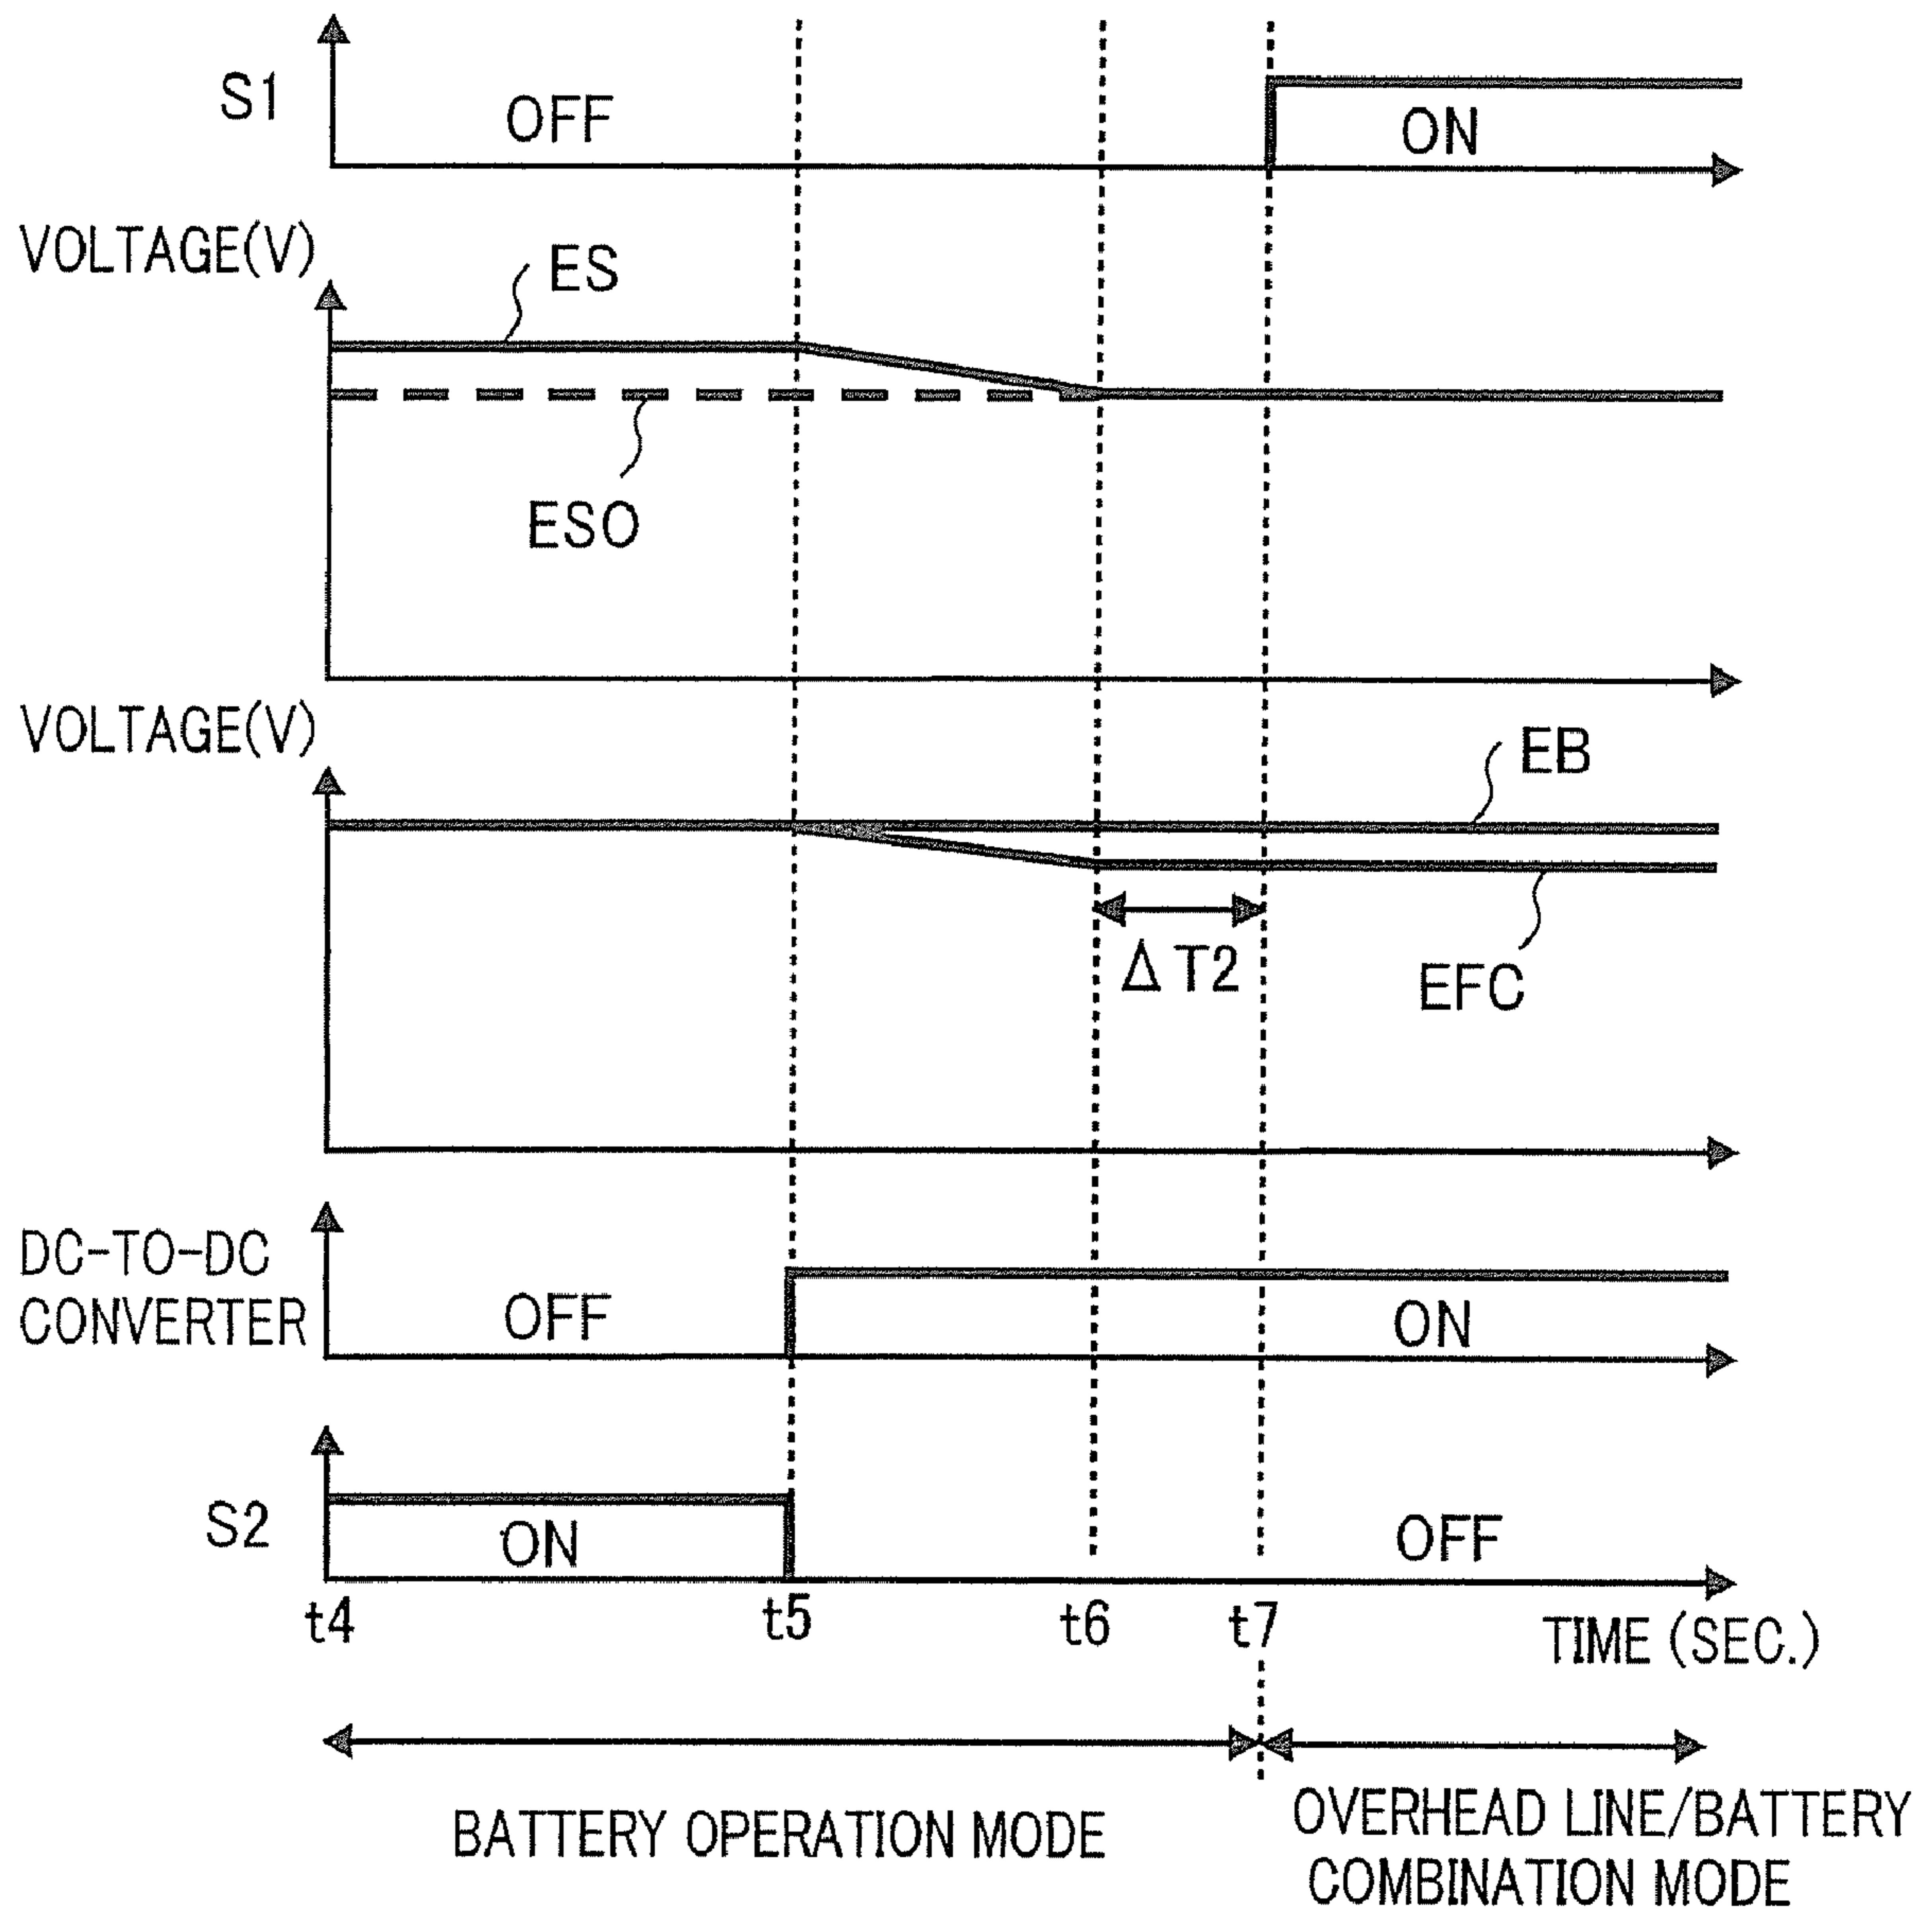 S1
OFF
ON
VOLTAGE(V)
ES
ESO
VOLTAGE(V)
EB
Δ T2
EFC
DC-TO-DC
CONVERTER
OFF
ON
S2
ON
OFF
t4
t5
t6
t7
TIME (SEC.)
BATTERY OPERATION MODE
OVERHEAD LINE/BATTERY
COMBINATION MODE